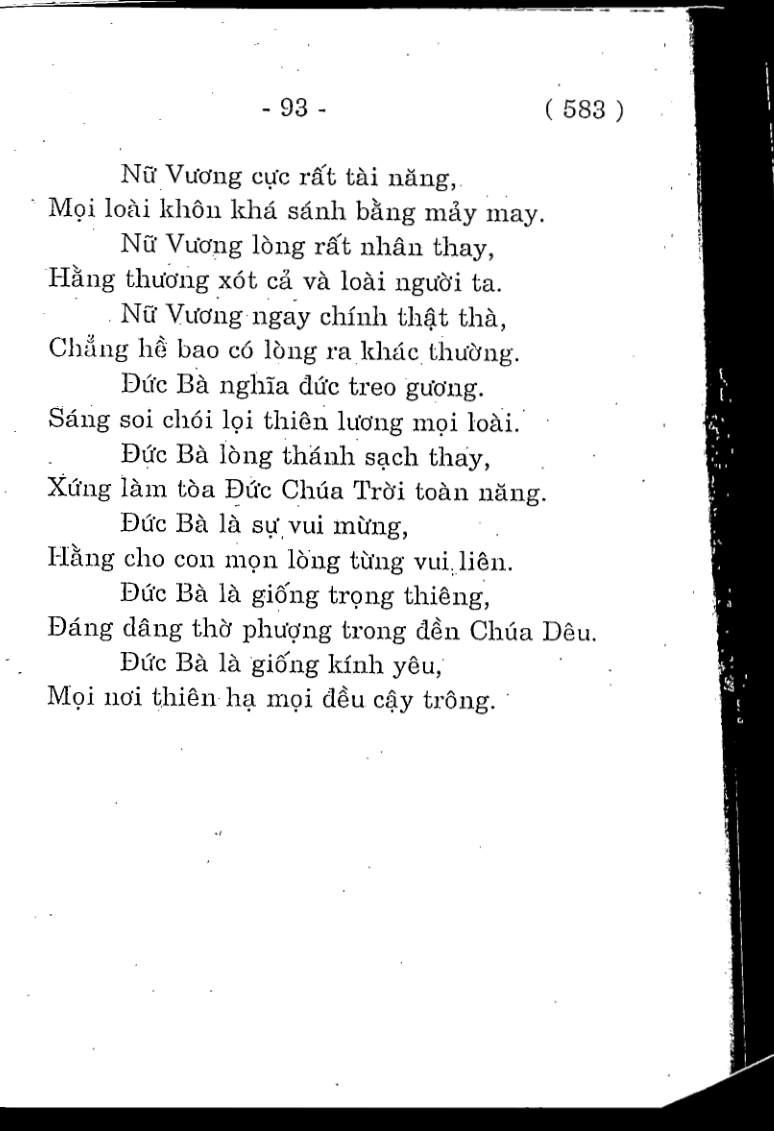 - 93 - ( 583 )
Nữ Vương cực rất tài năng,
Mọi loài khôn khá sánh bằng mảy may.
Nữ Vương lòng rất nhân thay,
Hằng thương xót cả và loài người ta.
Nữ Vương ngay chính thật thà,
Chẳng hề bao có lòng ra khác thường.
Đức Bà nghĩa đức treo gương.
Sáng soi chói lọi thiên lương mọi loài.
Đức Bà lòng thánh sạch thay,
Xứng làm tòa Đức Chúa Trời toàn năng.
Đức Bà là sự vui mừng,
Hằng cho con mọn lòng từng vui liên.
Đức Bà là giống trọng thiêng,
Đáng dâng thờ phượng trong đền Chúa Dêu.
Đức Bà là giống kính yêu,
Mọi nơi thiên hạ mọi đều cậy trông.